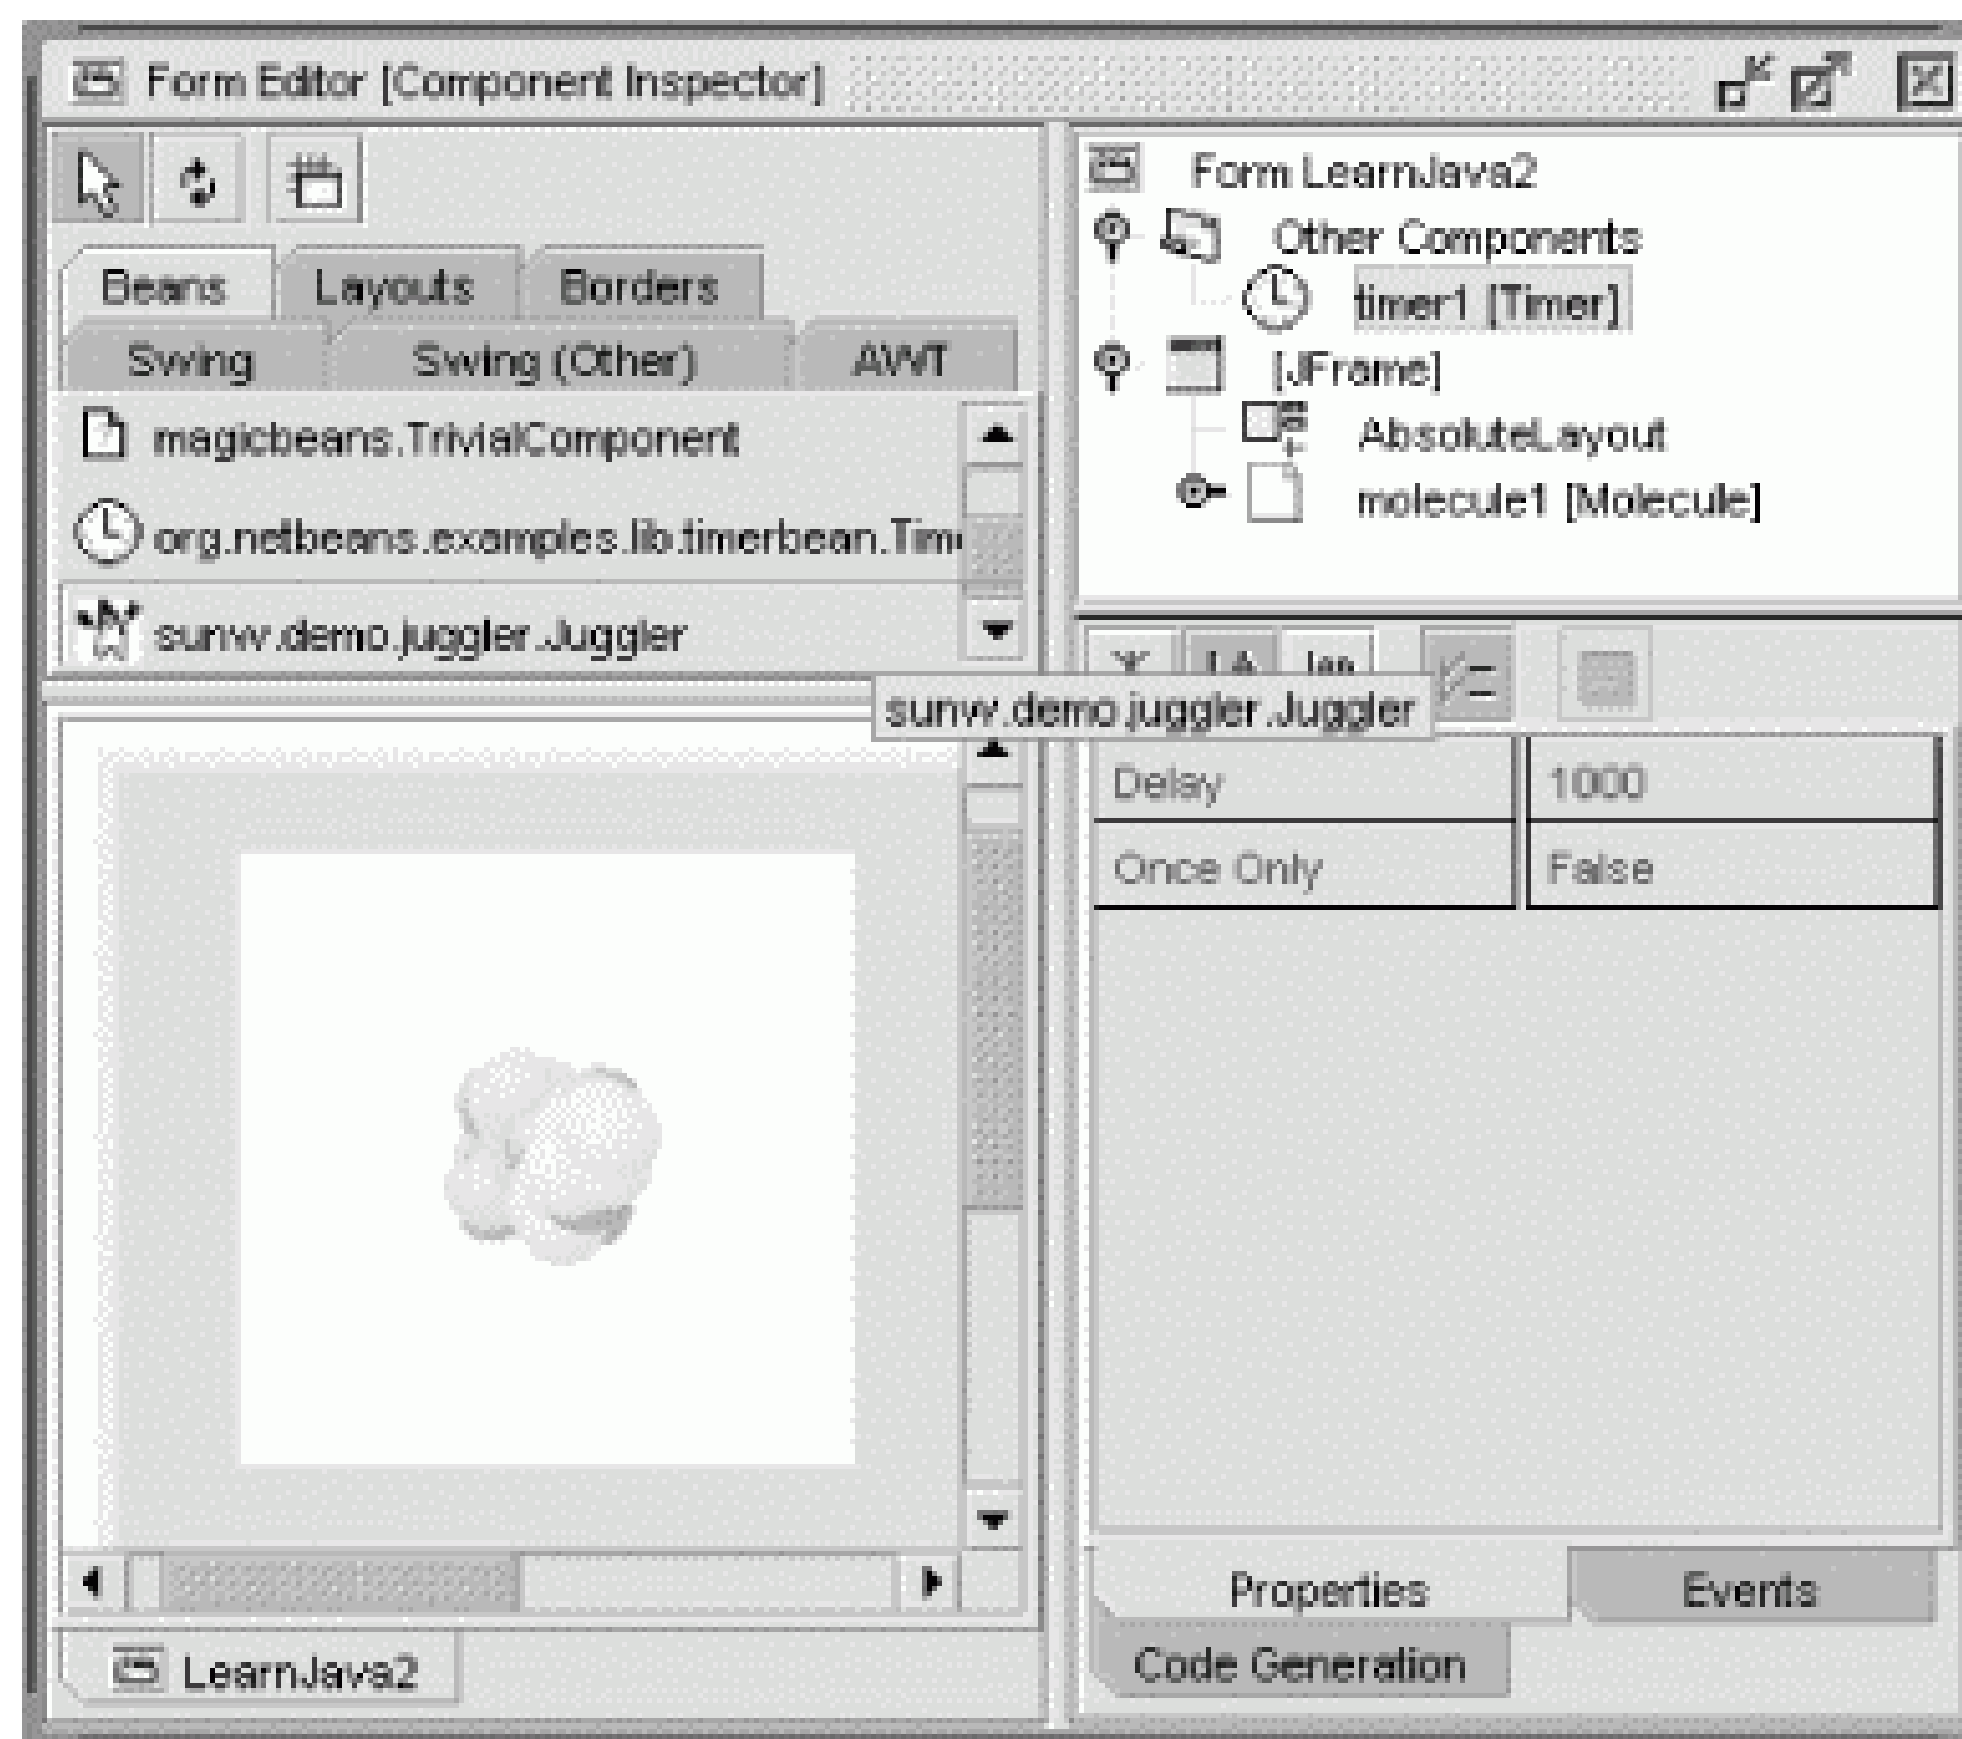 Form Editor [Component Inspector]
Beans Layouts Borders
Swing Swing (Other) AWT
magicbeans.TrivialComponent
org.netbeans.examples.lib.timerbean.Tim
sunw.demo.juggler.Juggler
Form LearnJava2
Other Components
timer1 [Timer]
[JFrame]
AbsoluteLayout
molecule1 [Molecule]
sunw.demo.juggler.Juggler
Delay 1000
Once Only False
Properties Events
Code Generation
LearnJava2